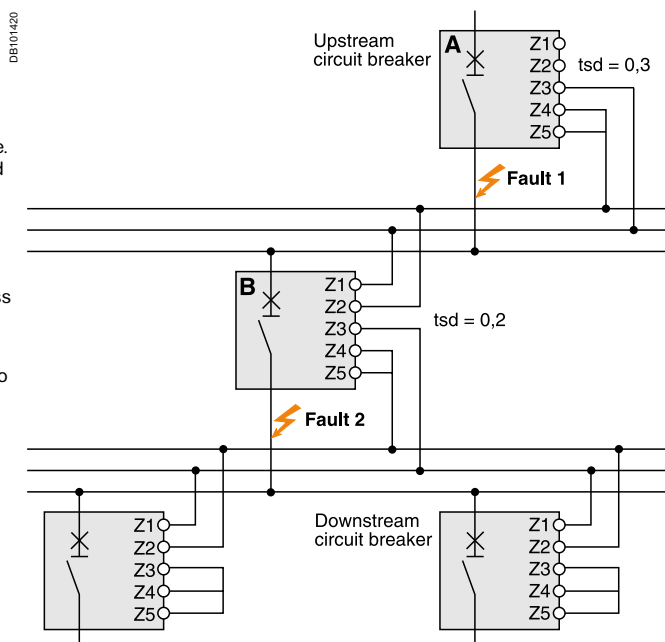 DB101420
Upstream
circuit breaker
A
Z1
Z2
Z3
Z4
Z5
tsd = 0,3
e.
d
Fault 1
ss
o
B
Z1
Z2
Z3
Z4
Z5
tsd = 0,2
Fault 2
Z1
Z2
Z3
Z4
Z5
Downstream
circuit breaker
Z1
Z2
Z3
Z4
Z5